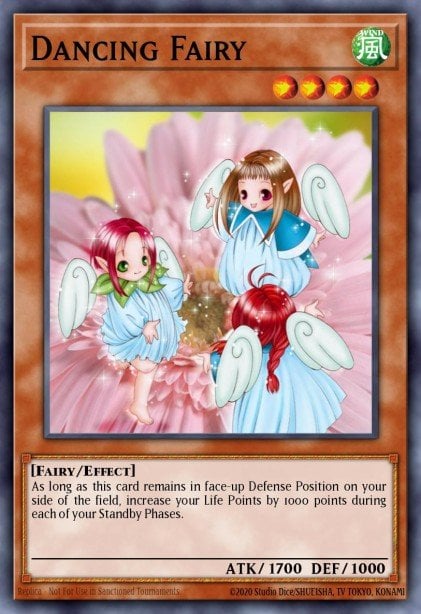 Dancing Fairy
WIND
風
[Fairy/Effect]
As long as this card remains in face-up Defense Position on your
side of the field, increase your Life Points by 1000 points during
each of your Standby Phases.
ATK/ 1700 DEF/ 1000
Replica - Not For Use in Sanctioned Tournaments
©2020 Studio Dice/SHUEISHA, TV TOKYO, KONAMI